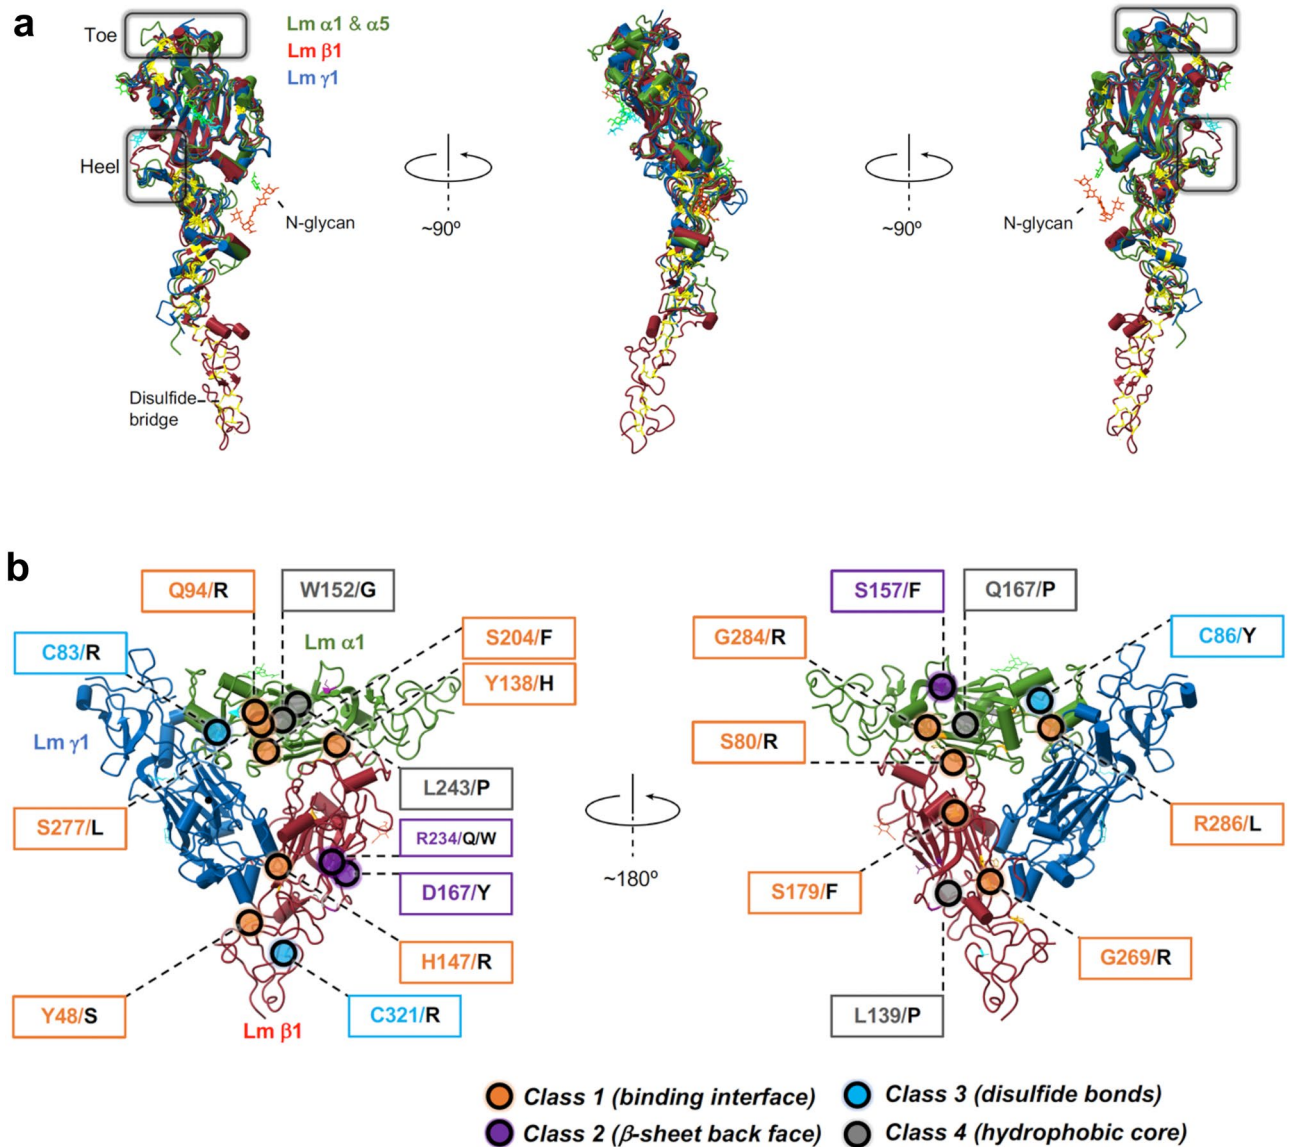 a
Toe
Heel
Lm α1 & α5
Lm β1
Lm γ1
N-glycan
Disulfide
bridge
~90º
~90º
N-glycan
b
Q94/R
W152/G
C83/R
Lm α1
S204/F
Y138/H
Lm γ1
L243/P
S277/L
R234/Q/W
D167/Y
H147/R
Y48/S
C321/R
Lm β1
~180º
S157/F
Q167/P
G284/R
C86/Y
S80/R
R286/L
S179/F
G269/R
L139/P
Class 1 (binding interface)
Class 2 (β-sheet back face)
Class 3 (disulfide bonds)
Class 4 (hydrophobic core)